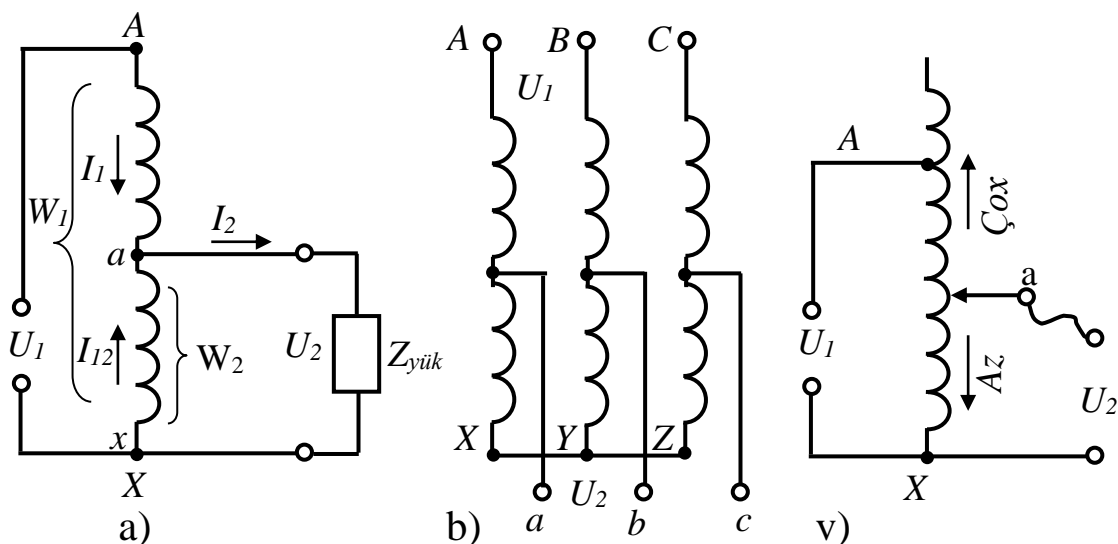 A
W₁
I₁
a
I₂
U₁
I₁₂
W₂
U₂
Zyük
x
X
a)
A B C
U₁
X Y Z
U₂
a b c
b)
A
Çox
a
U₁
Az
U₂
X
v)